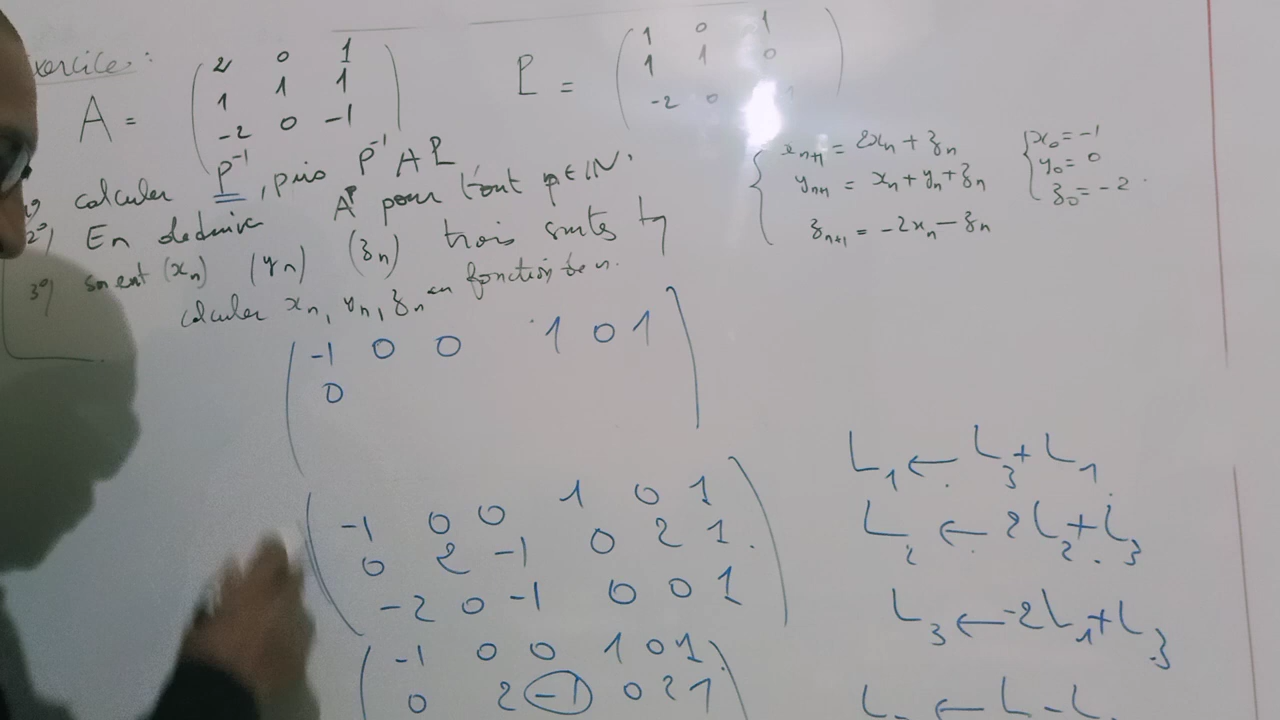 Exercice :
A = ( 2 0 1
1 1 1
-2 0 -1 )
P = ( 1 0 1
1 1 0
-2 0 )
1°) calculer P⁻¹, puis P⁻¹AP
2°) En déduire Aᵖ pour tout p∈IN.
3°) soient (xₙ) (yₙ) (zₙ) trois suites tq
{ xₙ₊₁ = 2xₙ + zₙ
yₙ₊₁ = xₙ + yₙ + zₙ
zₙ₊₁ = -2xₙ - zₙ
{ x₀ = -1
y₀ = 0
z₀ = -2
calculer xₙ, yₙ, zₙ en fonction de n.
( -1 0 0 1 0 1 )
0
( -1 0 0 1 0 1
0 2 -1 0 2 1
-2 0 -1 0 0 1 )
L₁ ← L₃ + L₁
L₂ ← 2L₂ + L₃
L₃ ← -2L₁ + L₃
( -1 0 0 1 0 1
0 2 -1 0 2 1